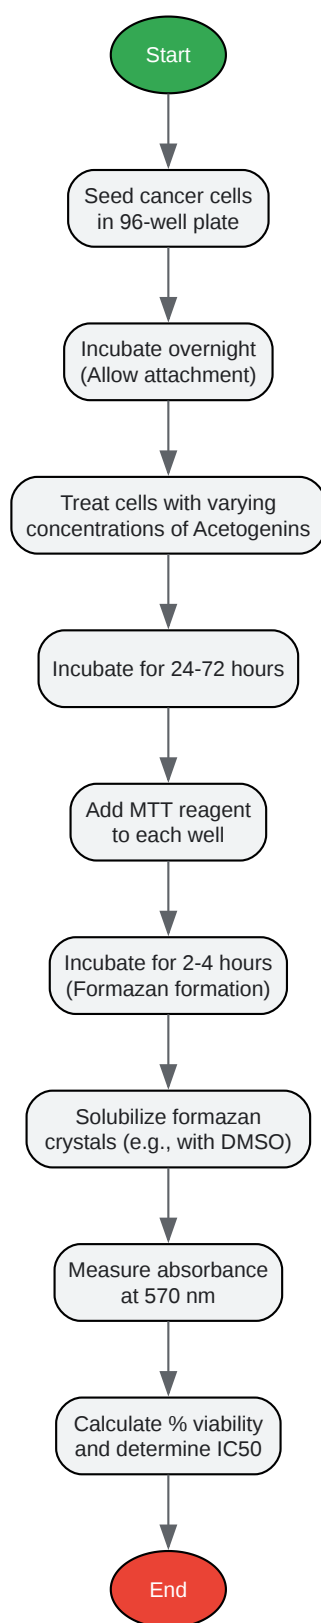 Start
Seed cancer cells
in 96-well plate
Incubate overnight
(Allow attachment)
Treat cells with varying
concentrations of Acetogenins
Incubate for 24-72 hours
Add MTT reagent
to each well
Incubate for 2-4 hours
(Formazan formation)
Solubilize formazan
crystals (e.g., with DMSO)
Measure absorbance
at 570 nm
Calculate % viability
and determine IC50
End